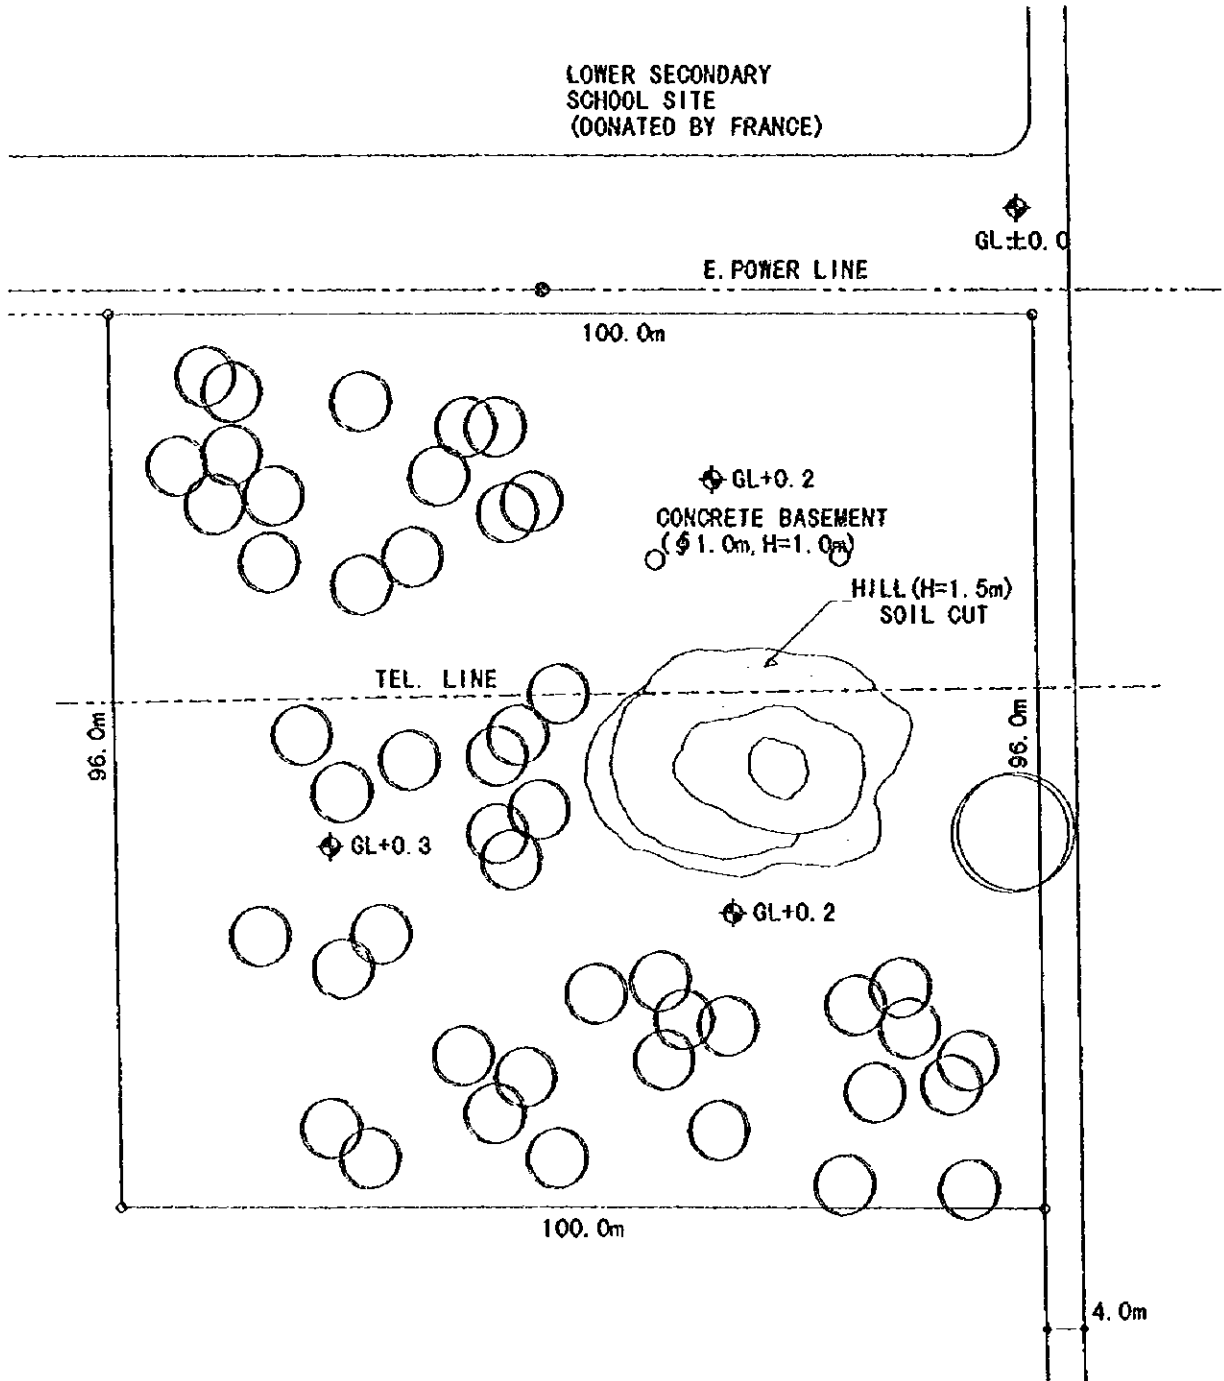 LOWER SECONDARY
SCHOOL SITE
(DONATED BY FRANCE)
GL±0.0
E.POWER LINE
100.0m
GL+0.2
CONCRETE BASEMENT
(∮1.0m, H=1.0m)
HILL(H=1.5m)
SOIL CUT
TEL. LINE
96.0m
96.0m
GL+0.3
GL+0.2
100.0m
4.0m